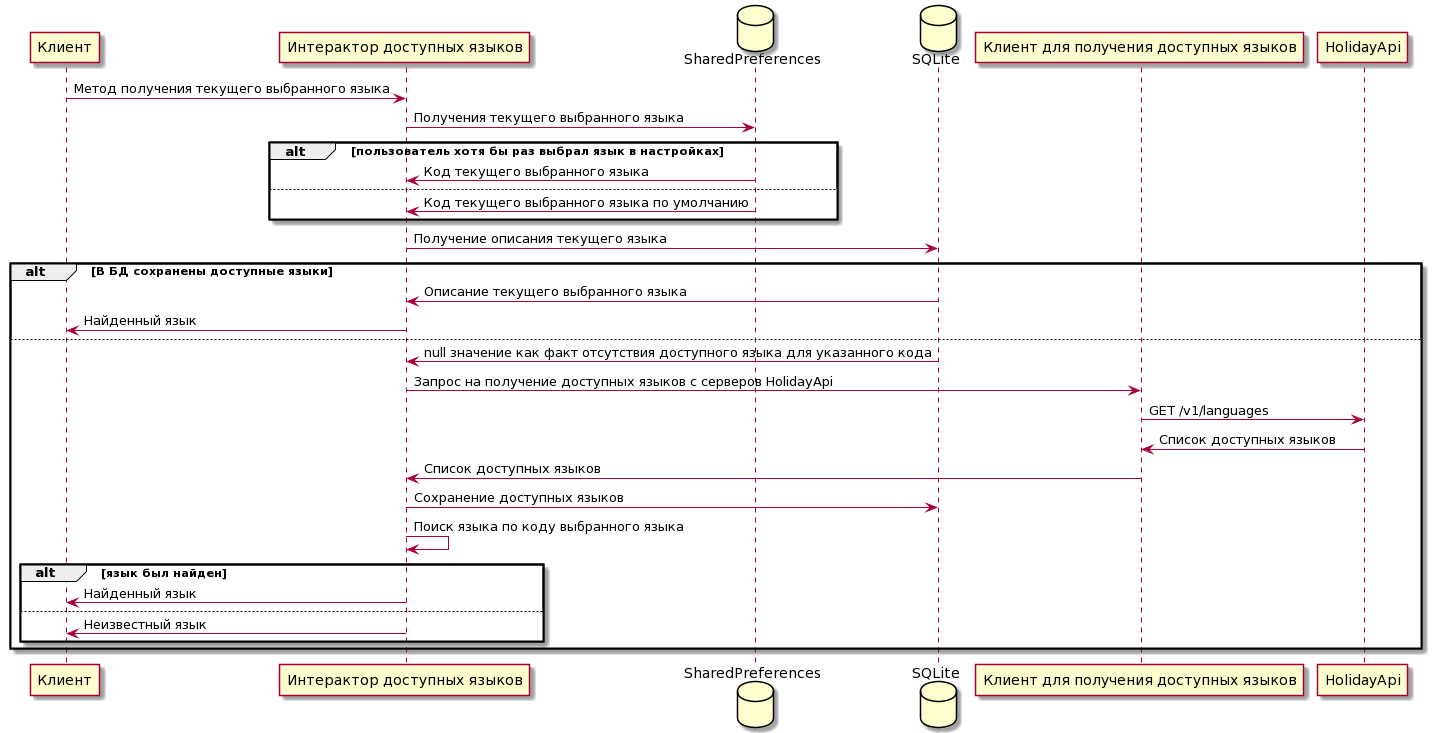 Клиент
Интерактор доступных языков
SharedPreferences
SQLite
Клиент для получения доступных языков
HolidayApi
Метод получения текущего выбранного языка
Получения текущего выбранного языка
alt [пользователь хотя бы раз выбрал язык в настройках]
Код текущего выбранного языка
Код текущего выбранного языка по умолчанию
Получение описания текущего языка
alt [В БД сохранены доступные языки]
Описание текущего выбранного языка
Найденный язык
null значение как факт отсутствия доступного языка для указанного кода
Запрос на получение доступных языков с серверов HolidayApi
GET /v1/languages
Список доступных языков
Список доступных языков
Сохранение доступных языков
Поиск языка по коду выбранного языка
alt [язык был найден]
Найденный язык
Неизвестный язык
Клиент
Интерактор доступных языков
SharedPreferences
SQLite
Клиент для получения доступных языков
HolidayApi